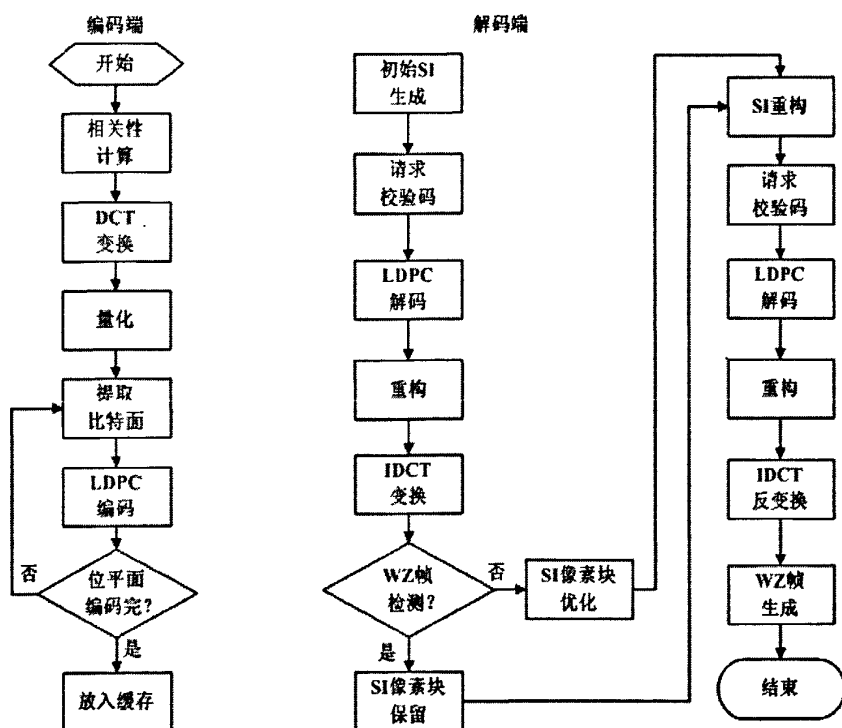 编码端
开始
相关性
计算
DCT
变换
量化
提取
比特面
LDPC
编码
否
位平面
编码完?
是
放入缓存
解码端
初始SI
生成
请求
校验码
LDPC
解码
重构
IDCT
变换
WZ帧
检测?
否
SI像素块
优化
是
SI像素块
保留
SI重构
请求
校验码
LDPC
解码
重构
IDCT
反变换
WZ帧
生成
结束